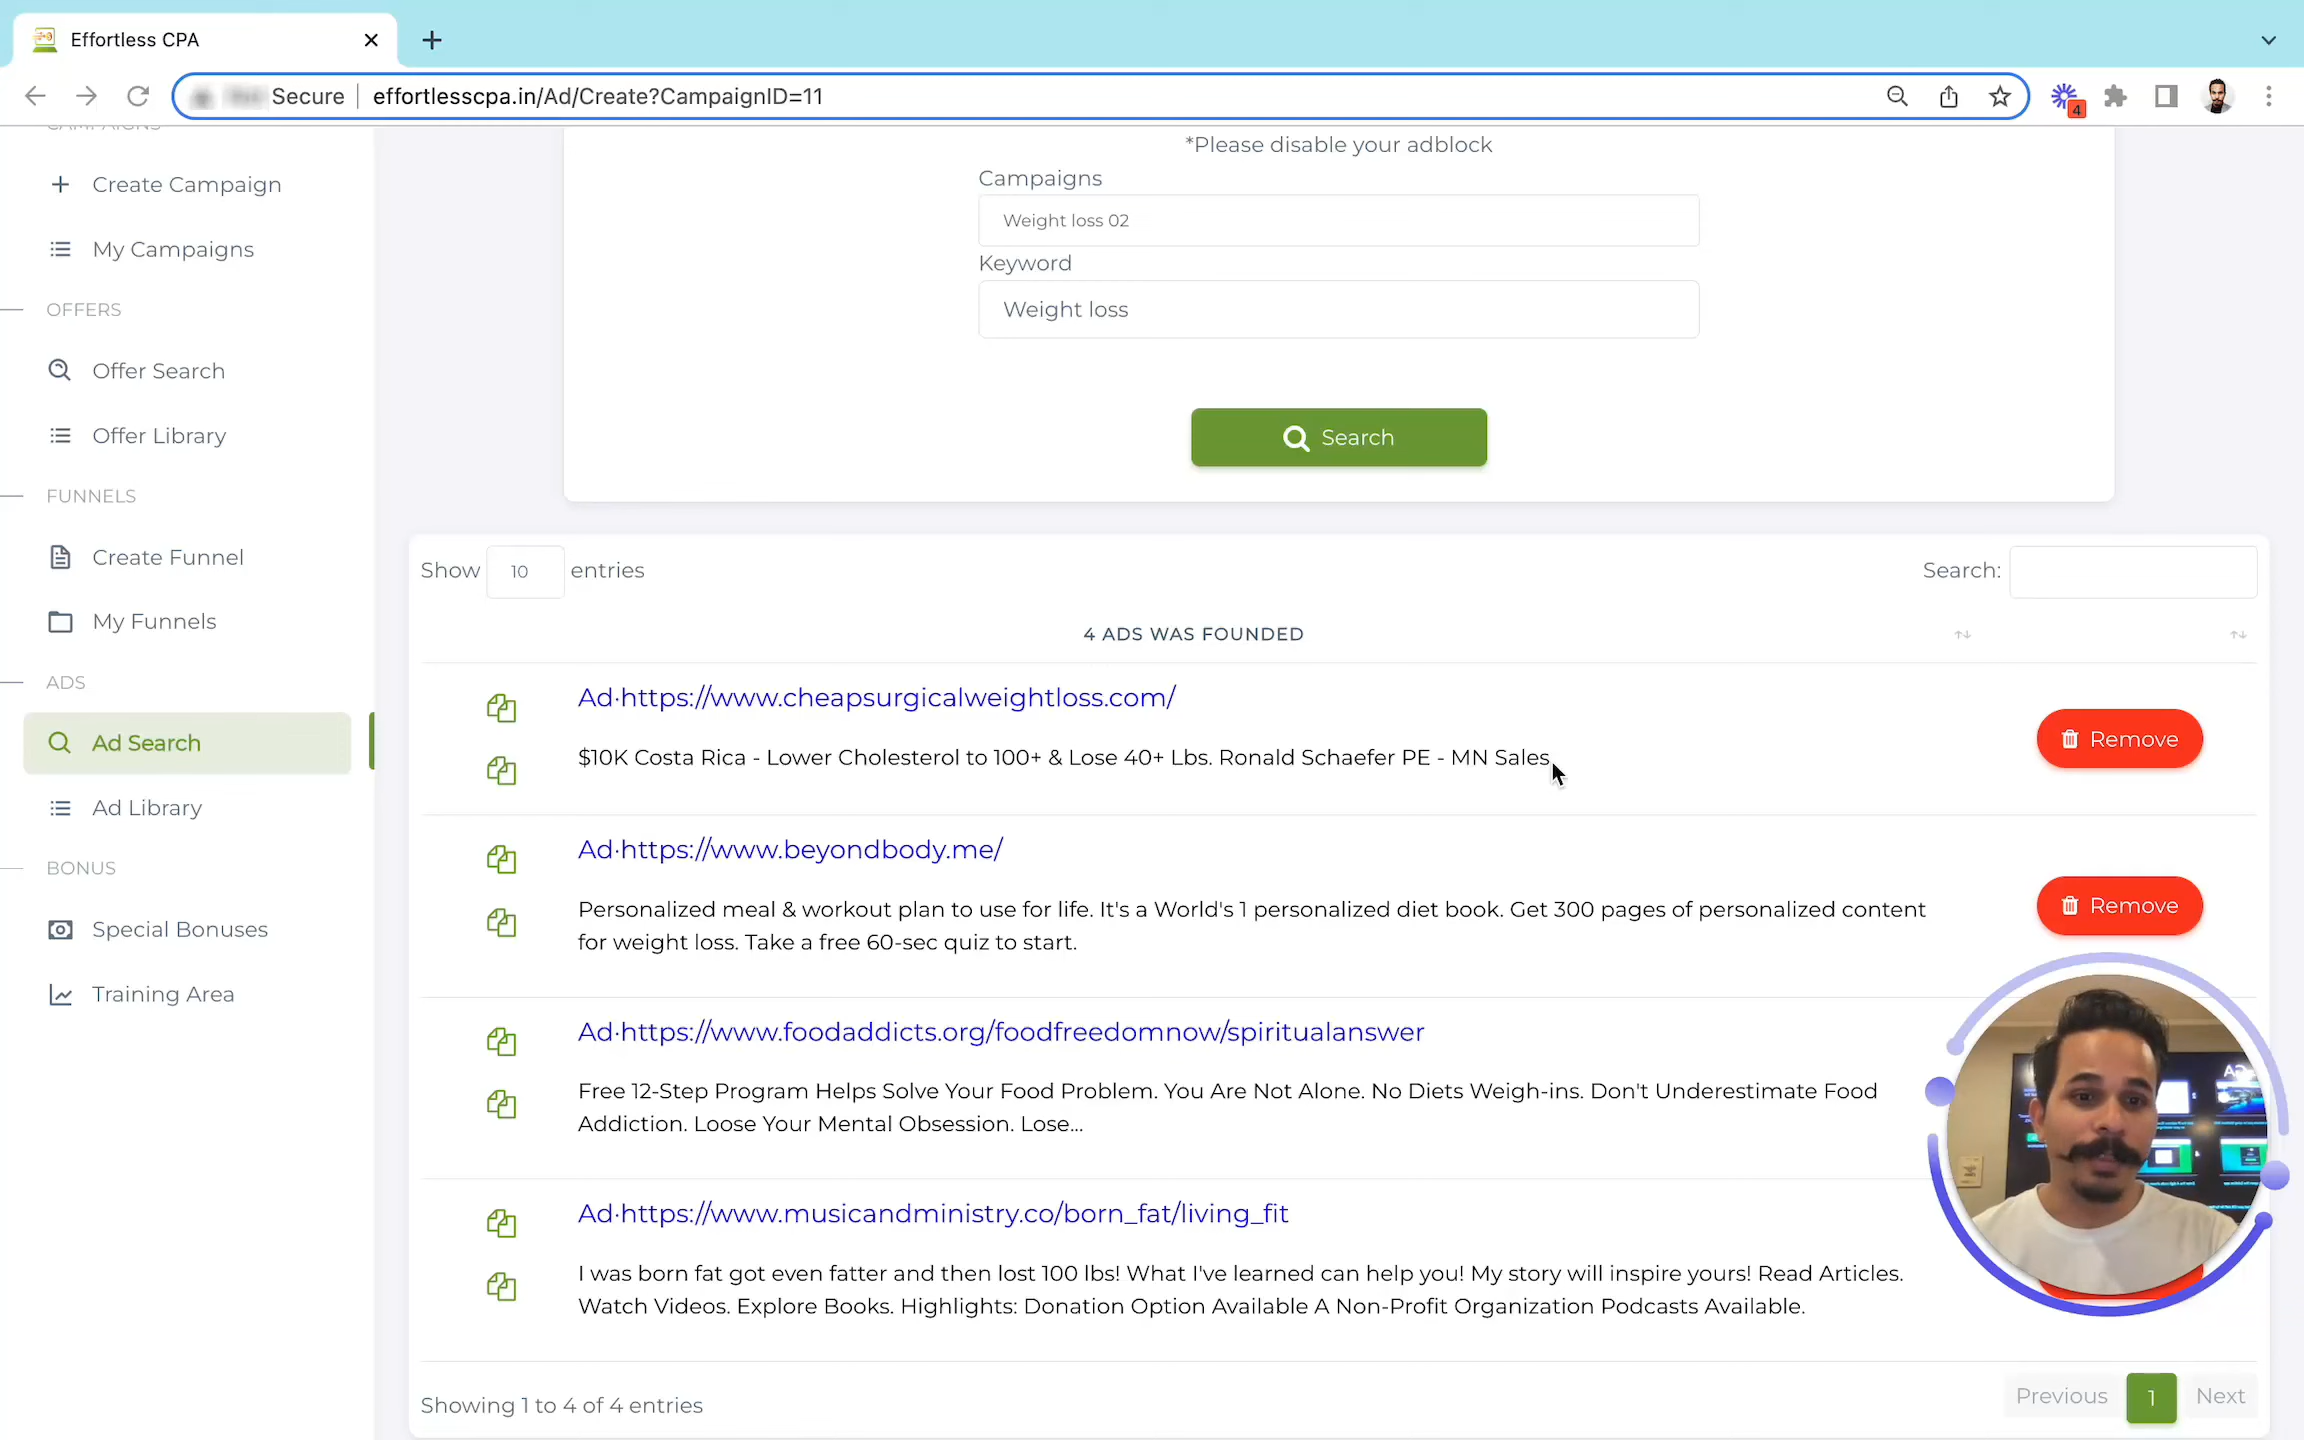 Effortless CPA
Secure effortlesscpa.in/Ad/Create?CampaignID=11
4
CAMPAIGNS
Create Campaign
My Campaigns
OFFERS
Offer Search
Offer Library
FUNNELS
Create Funnel
My Funnels
ADS
Ad Search
Ad Library
BONUS
Special Bonuses
Training Area
*Please disable your adblock
Campaigns
Weight loss 02
Keyword
Weight loss
Search
Show 10 entries
Search:
4 ADS WAS FOUNDED
Ad·https://www.cheapsurgicalweightloss.com/
$10K Costa Rica - Lower Cholesterol to 100+ & Lose 40+ Lbs. Ronald Schaefer PE - MN Sales.
Remove
Ad·https://www.beyondbody.me/
Personalized meal & workout plan to use for life. It's a World's 1 personalized diet book. Get 300 pages of personalized content
for weight loss. Take a free 60-sec quiz to start.
Remove
Ad·https://www.foodaddicts.org/foodfreedomnow/spiritualanswer
Free 12-Step Program Helps Solve Your Food Problem. You Are Not Alone. No Diets Weigh-ins. Don't Underestimate Food
Addiction. Loose Your Mental Obsession. Lose...
Ad·https://www.musicandministry.co/born_fat/living_fit
I was born fat got even fatter and then lost 100 lbs! What I've learned can help you! My story will inspire yours! Read Articles.
Watch Videos. Explore Books. Highlights: Donation Option Available A Non-Profit Organization Podcasts Available.
Showing 1 to 4 of 4 entries
Previous 1 Next